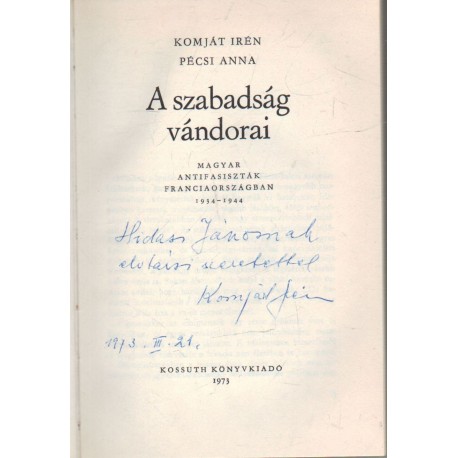 KOMJÁT IRÉN
PÉCSI ANNA
A szabadság
vándorai
MAGYAR
ANTIFASISZTÁK
FRANCIAORSZÁGBAN
1934–1944
Hidasi Jánosnak
elvtársi szeretettel
Komját Irén
1973. III. 21.
KOSSUTH KÖNYVKIADÓ
1973